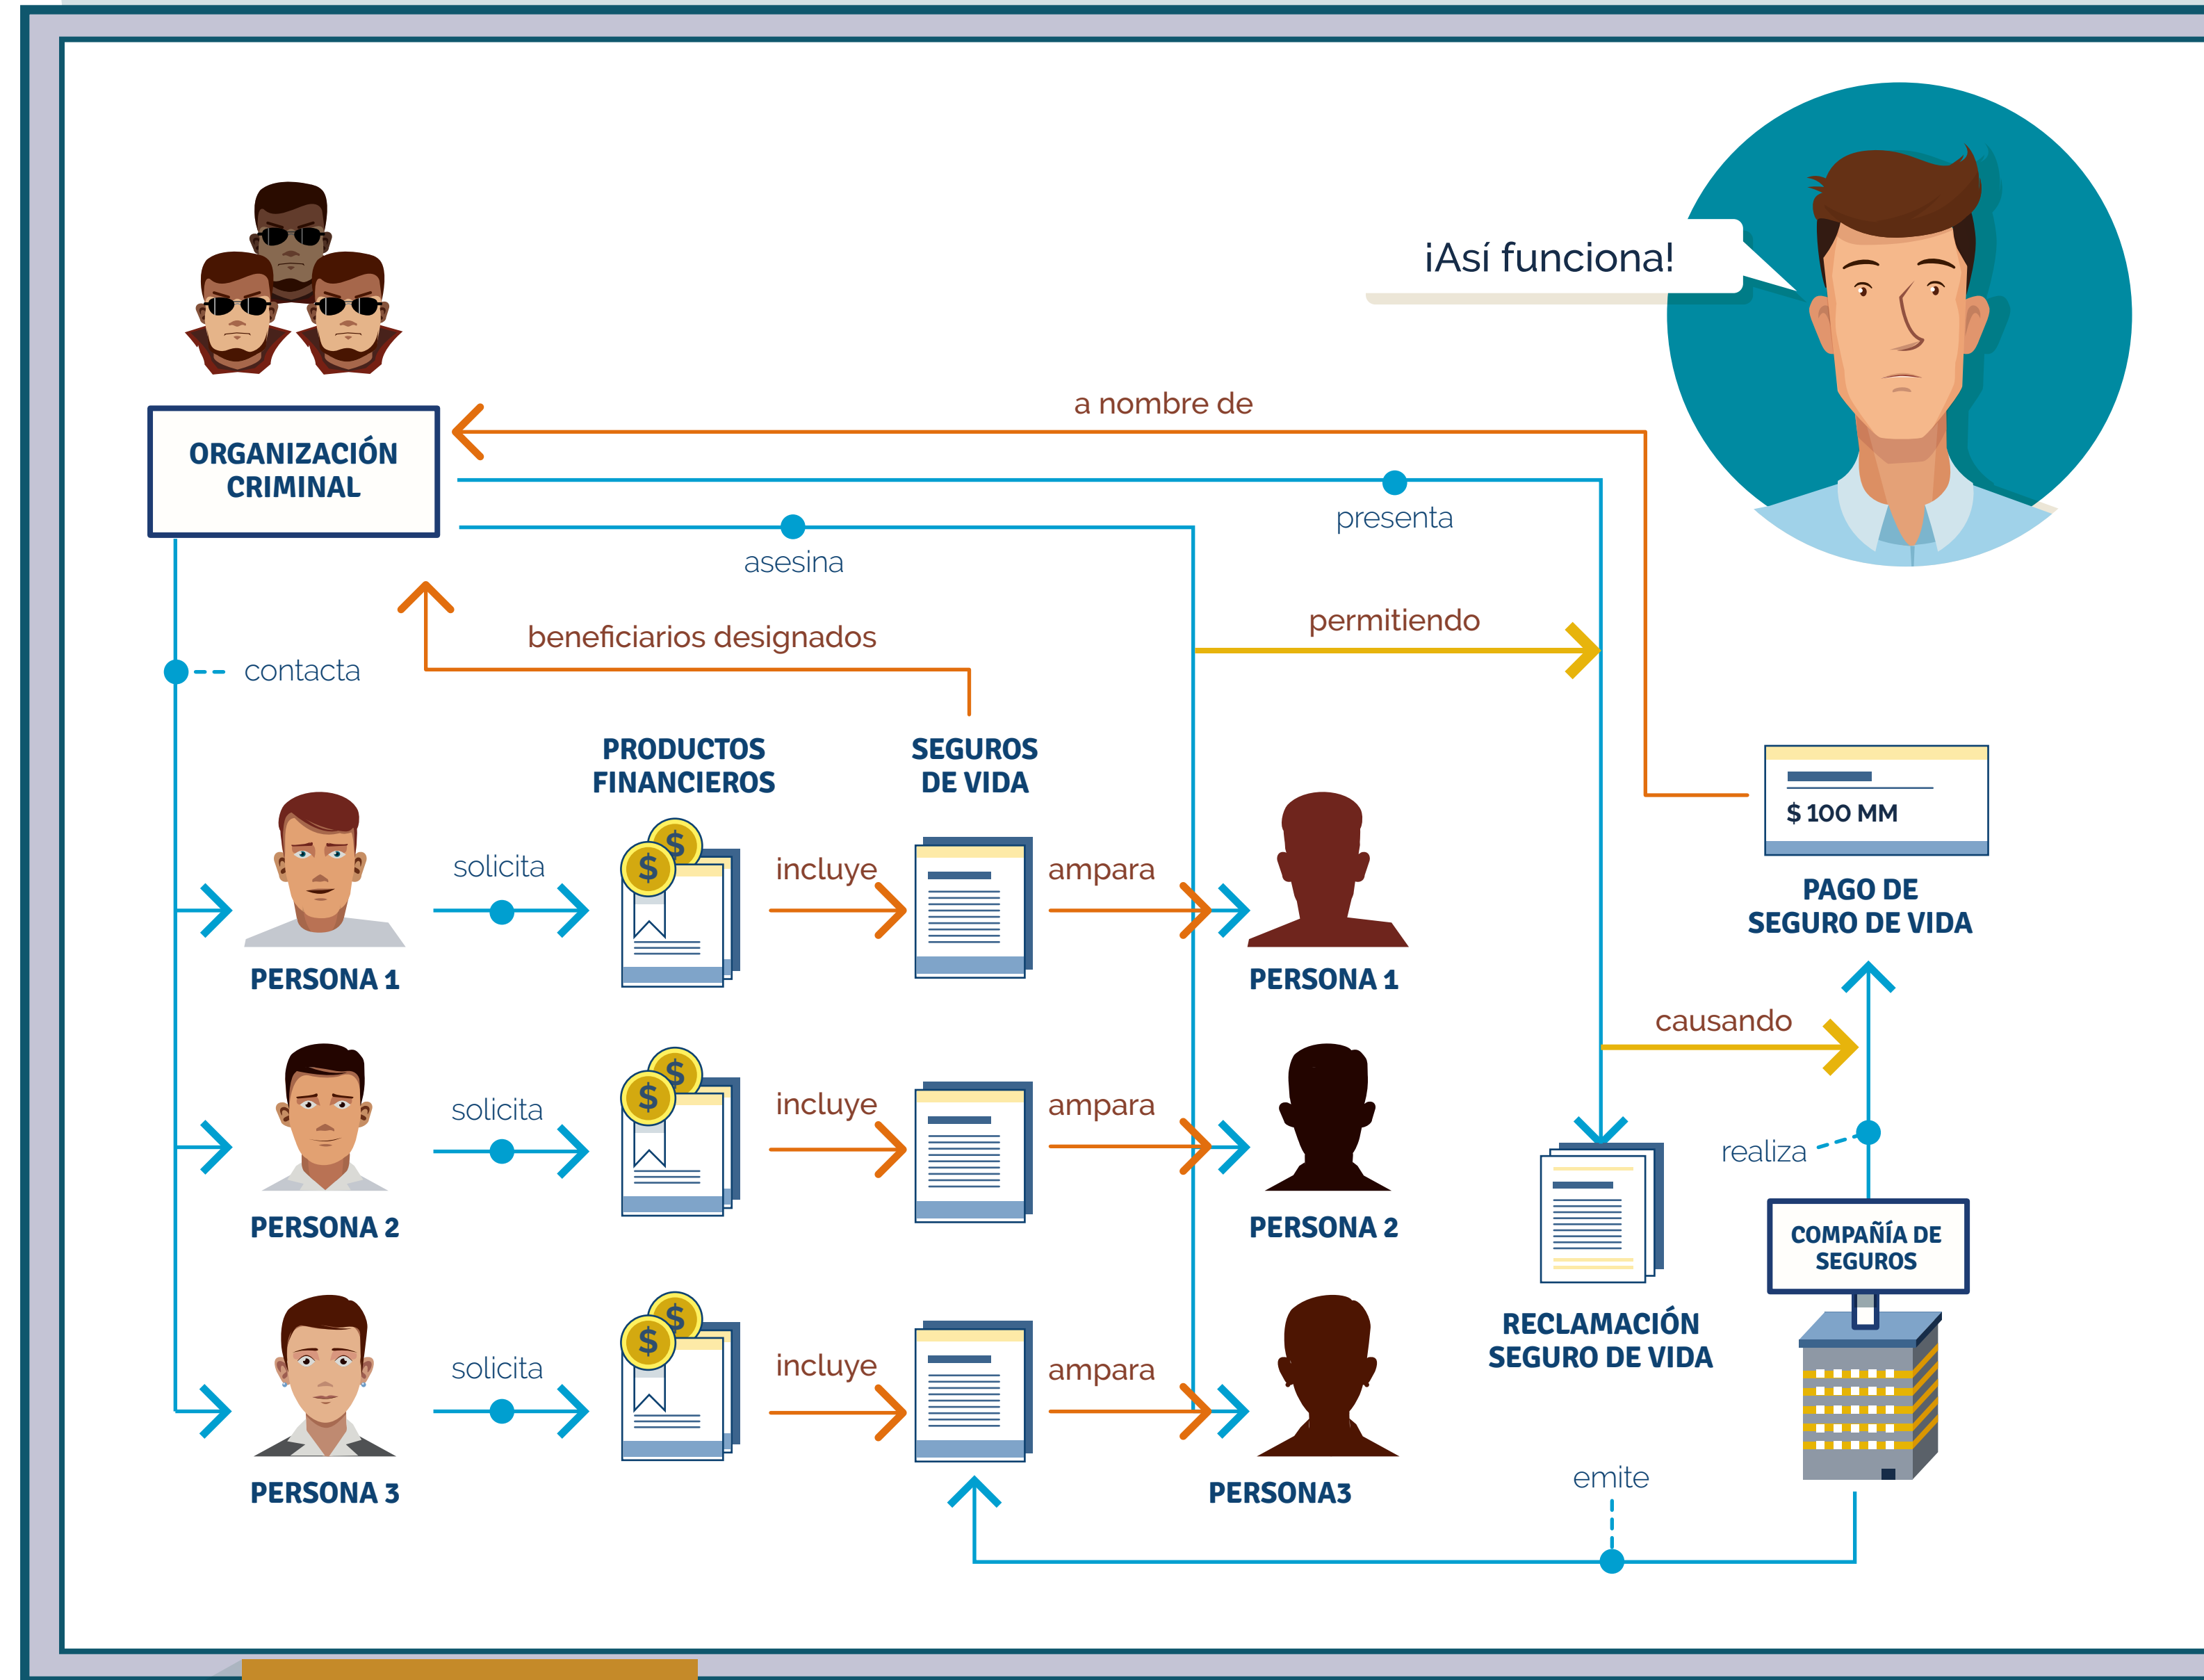 ¡Así funciona!
a nombre de
ORGANIZACIÓN
CRIMINAL
presenta
asesina
permitiendo
beneficiarios designados
contacta
PRODUCTOS
FINANCIEROS
SEGUROS
DE VIDA
$ 100 MM
PAGO DE
SEGURO DE VIDA
solicita
$
$
incluye
ampara
PERSONA 1
PERSONA 1
causando
solicita
$
$
incluye
ampara
realiza
PERSONA 2
PERSONA 2
COMPAÑÍA DE
SEGUROS
RECLAMACIÓN
SEGURO DE VIDA
solicita
$
$
incluye
ampara
PERSONA 3
PERSONA3
emite